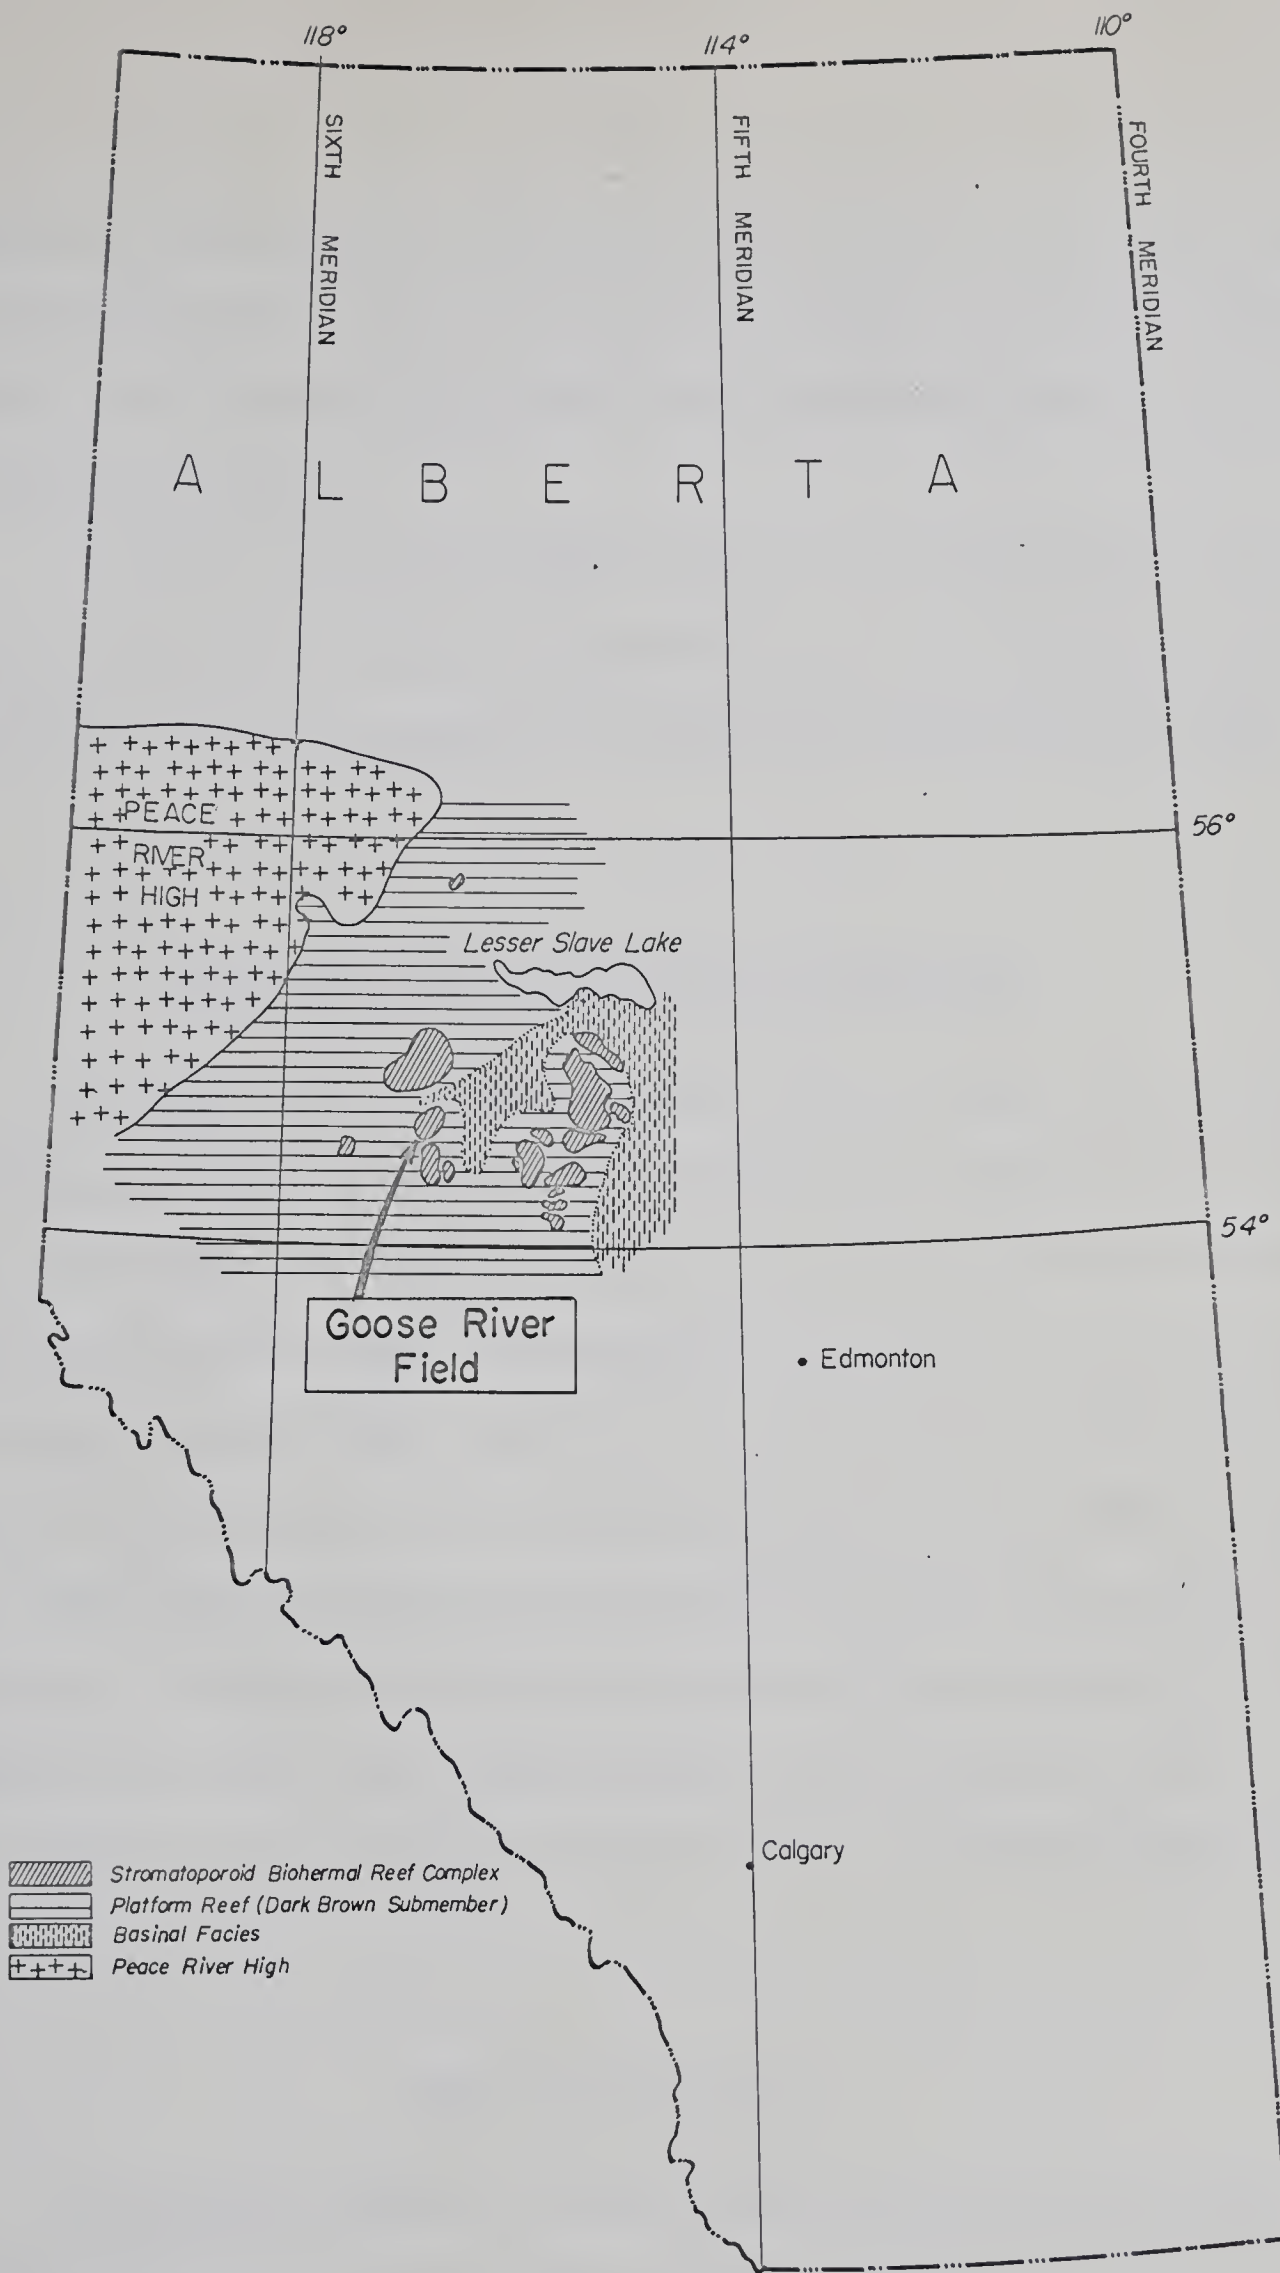 118°
114°
110°
SIXTH MERIDIAN
FIFTH MERIDIAN
FOURTH MERIDIAN
A L B E R T A
PEACE
56°
RIVER
HIGH
Lesser Slave Lake
54°
Goose River
Field
Edmonton
Calgary
Stromatoporoid Biohermal Reef Complex
Platform Reef (Dark Brown Submember)
Basinal Facies
Peace River High